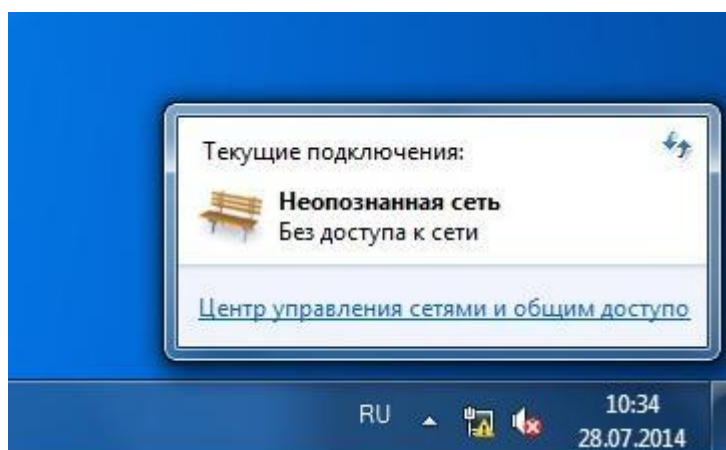 Текущие подключения:
Неопознанная сеть
Без доступа к сети
Центр управления сетями и общим доступо
RU
10:34
28.07.2014